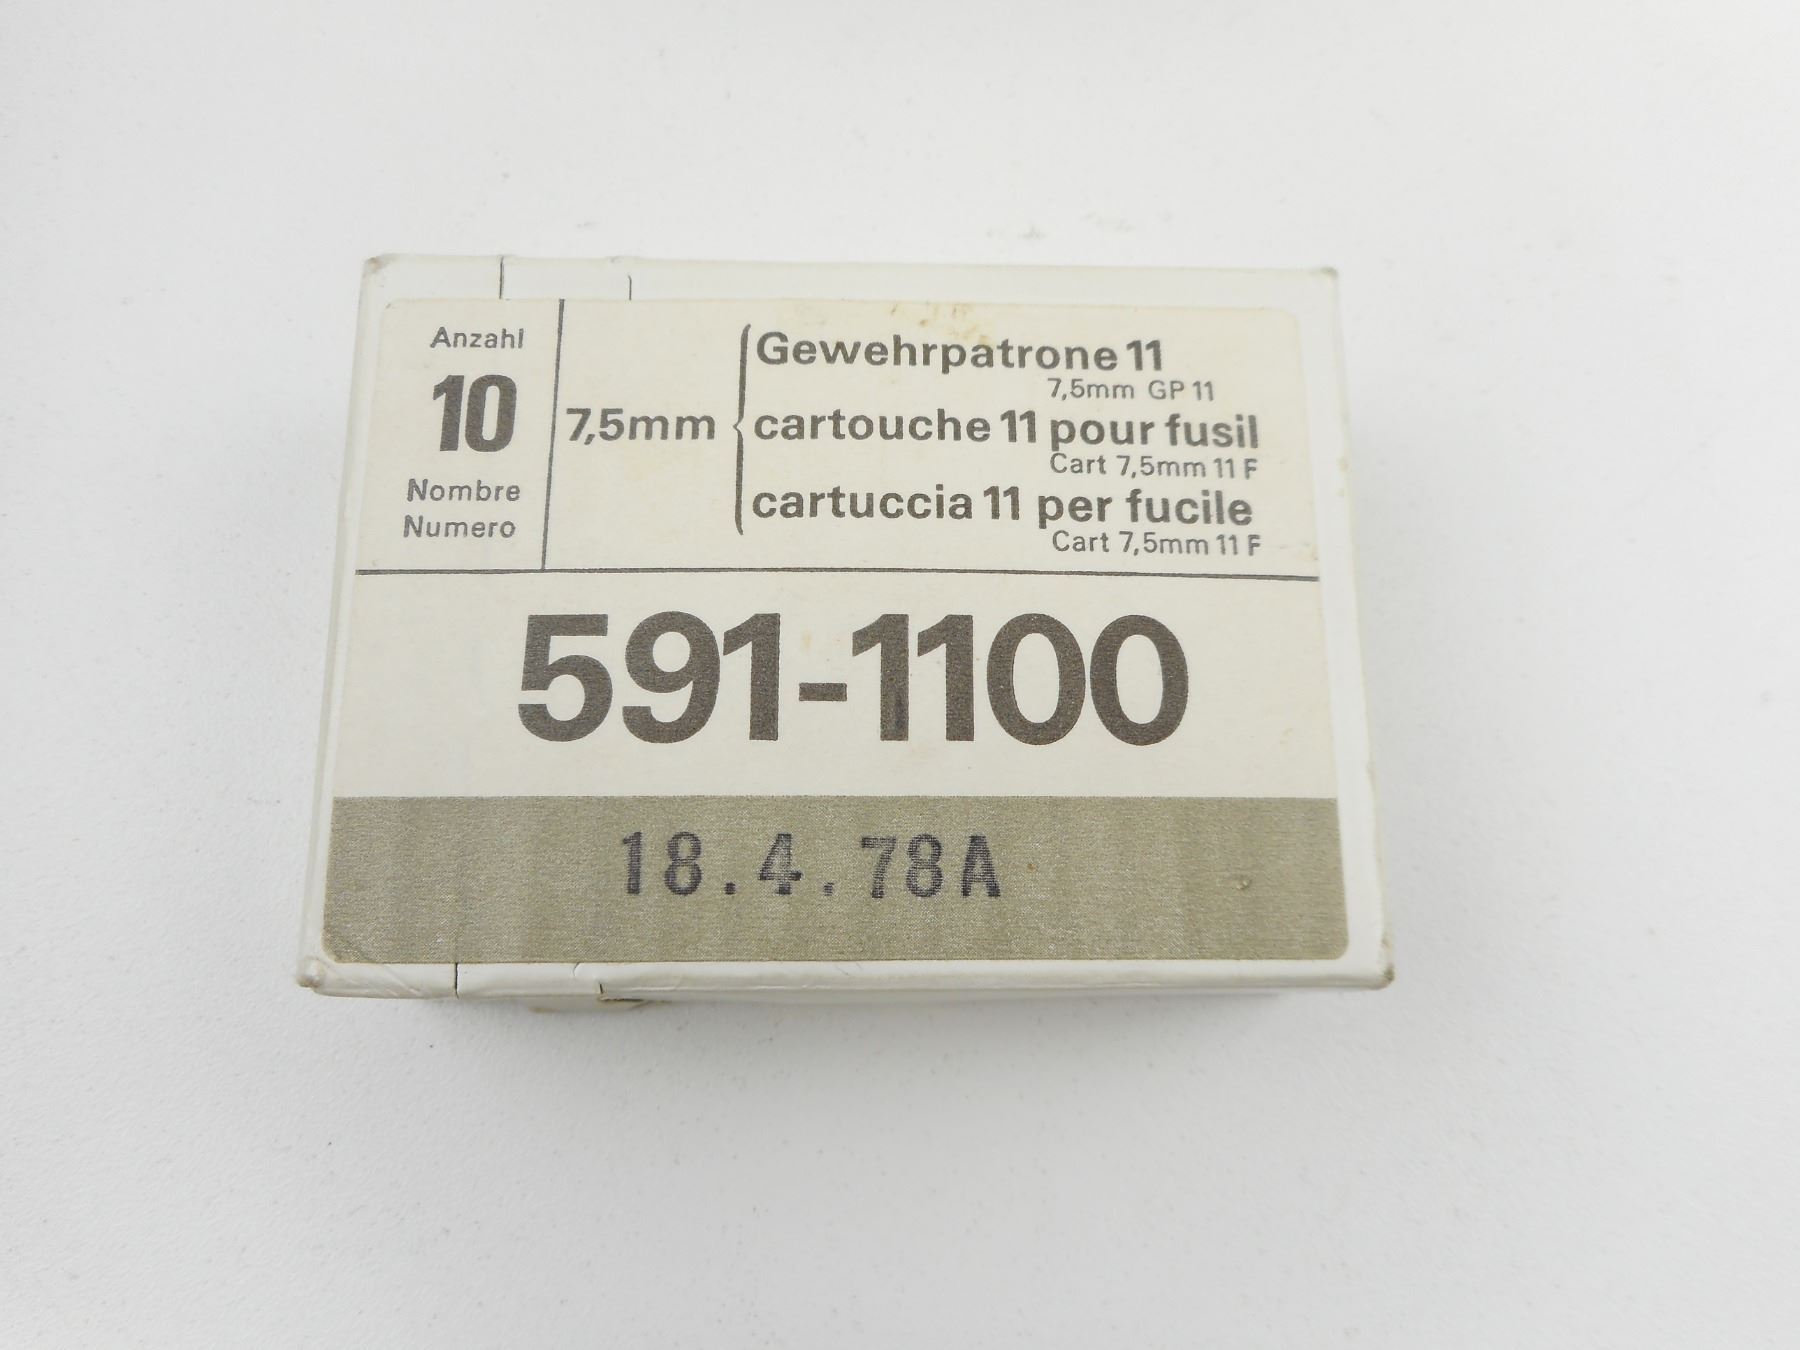 Anzahl
10
Nombre
Numero
7,5mm
Gewehrpatrone 11
7,5mm GP 11
cartouche 11 pour fusil
Cart 7,5mm 11 F
cartuccia 11 per fucile
Cart 7,5mm 11 F
591-1100
18.4.78A